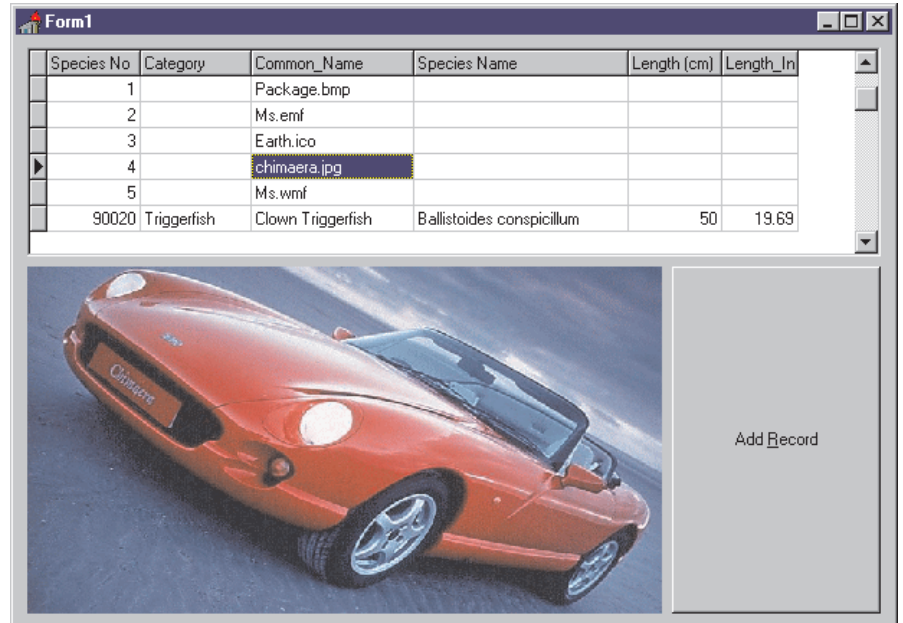 Form1
Species No Category Common_Name Species Name Length (cm) Length_In
1 Package.bmp
2 Ms.emf
3 Earth.ico
4 chimaera.jpg
5 Ms.wmf
90020 Triggerfish Clown Triggerfish Ballistoides conspicillum 50 19.69
Chimaera
Add Record